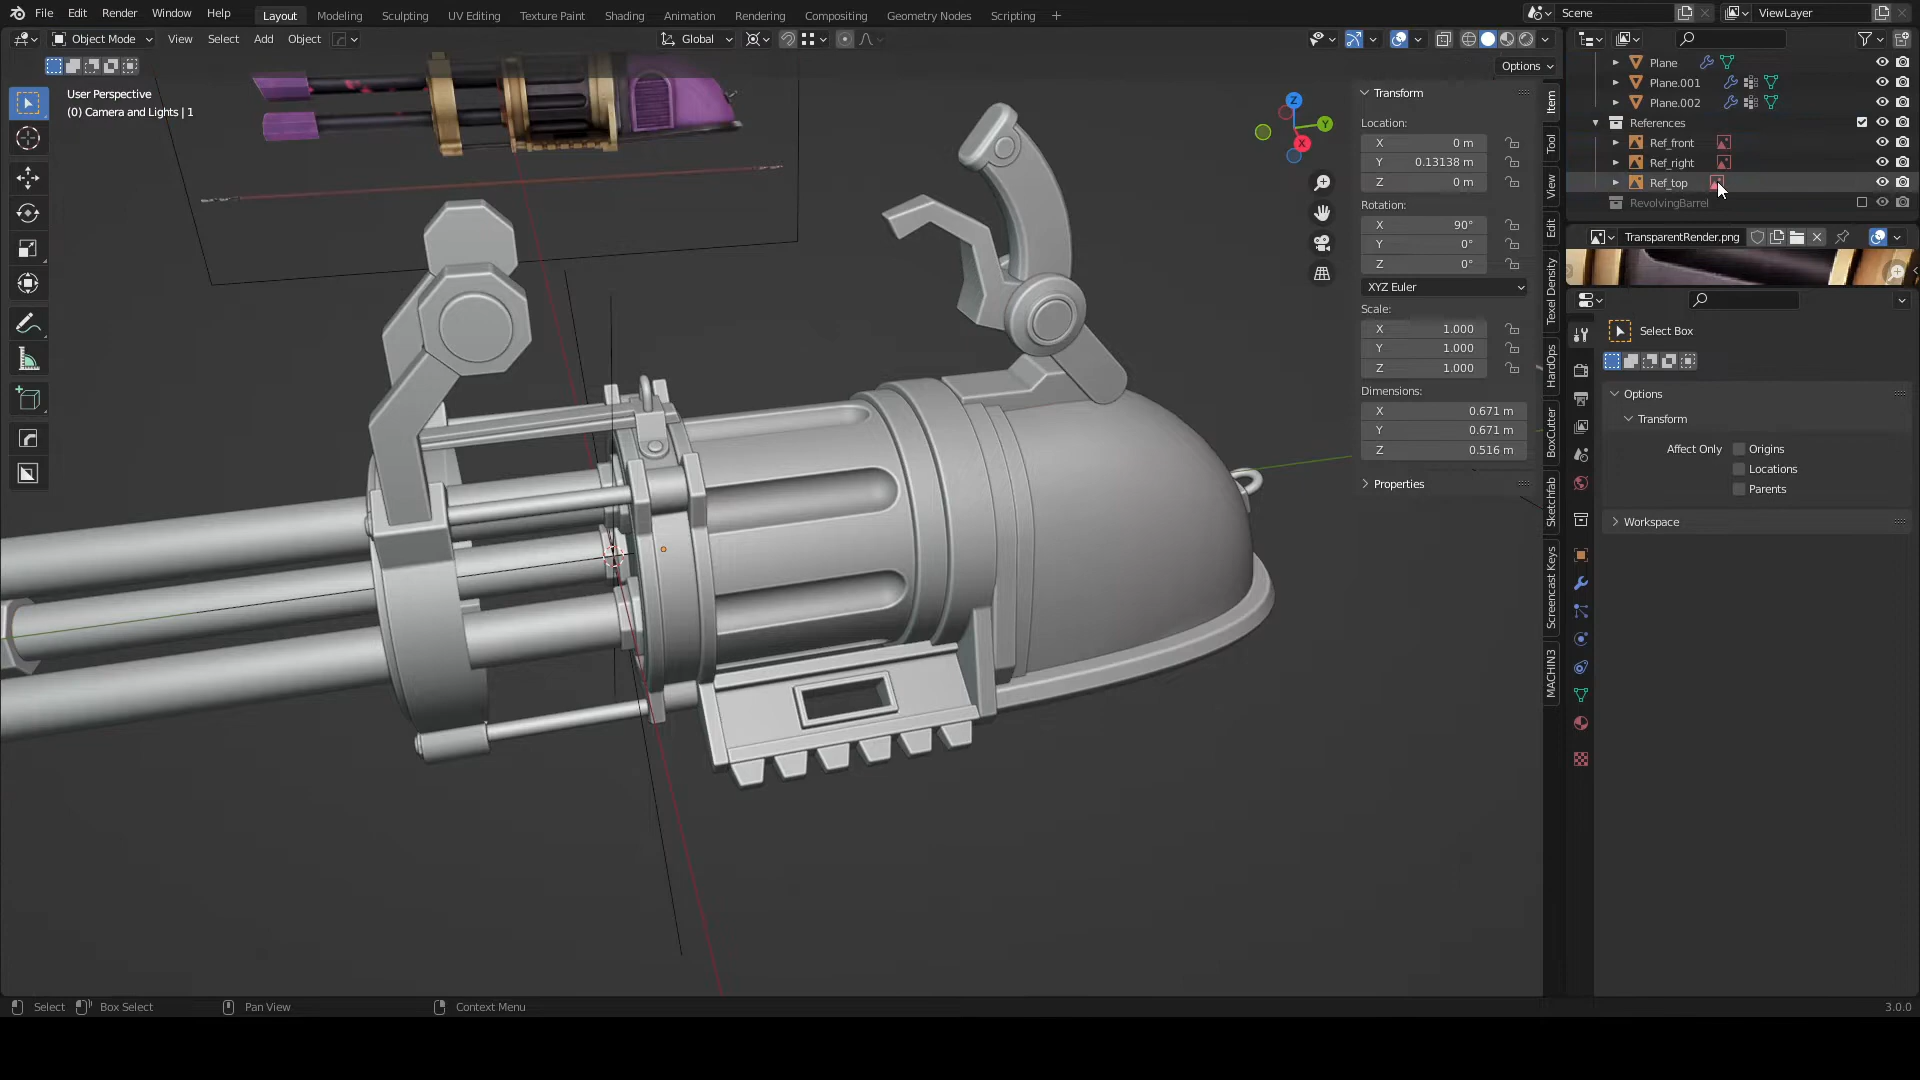 File Edit Render Window Help Layout Modeling Sculpting UV Editing Texture Paint Shading Animation Rendering Compositing Geometry Nodes Scripting + Scene ViewLayer
Object Mode View Select Add Object Global
Options
User Perspective
(0) Camera and Lights | 1
Transform
Location:
X 0 m
Y 0.13138 m
Z 0 m
Rotation:
X 90°
Y 0°
Z 0°
XYZ Euler
Scale:
X 1.000
Y 1.000
Z 1.000
Dimensions:
X 0.671 m
Y 0.671 m
Z 0.516 m
Properties
Item
Tool
View
Edit
Texel Density
HardOps
BoxCutter
Sketchfab
Screencast Keys
MACHIN3
Z
Y
X
Plane
Plane.001
Plane.002
References
Ref_front
Ref_right
Ref_top
RevolvingBarrel
TransparentRender.png
Select Box
Options
Transform
Affect Only Origins
Locations
Parents
Workspace
Select Box Select Pan View Context Menu 3.0.0